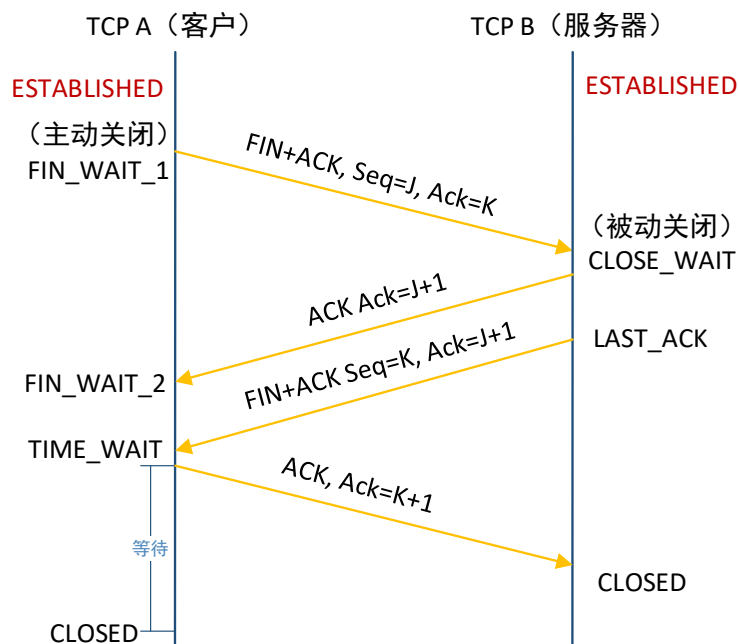 TCP A（客户）
TCP B（服务器）
ESTABLISHED
ESTABLISHED
（主动关闭）
FIN_WAIT_1
FIN+ACK, Seq=J, Ack=K
（被动关闭）
CLOSE_WAIT
ACK Ack=J+1
LAST_ACK
FIN_WAIT_2
FIN+ACK Seq=K, Ack=J+1
TIME_WAIT
ACK, Ack=K+1
等待
CLOSED
CLOSED